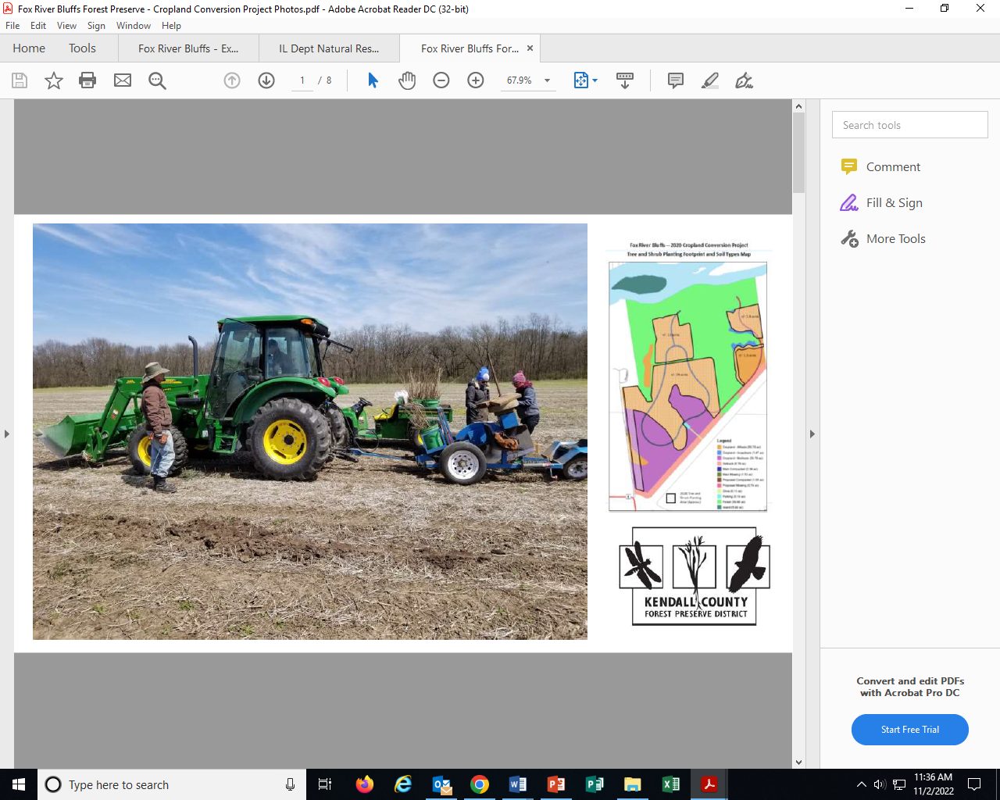 Fox River Bluffs Forest Preserve - Cropland Conversion Project Photos.pdf - Adobe Acrobat Reader DC (32-bit)
File Edit View Sign Window Help
Home Tools Fox River Bluffs - Ex... IL Dept Natural Res... Fox River Bluffs For...
1 / 8 67.9%
Search tools
Comment
Fill & Sign
More Tools
Fox River Bluffs – 2020 Cropland Conversion Project
Tree and Shrub Planting Footprint and Soil Types Map
Legend
KENDALL COUNTY
FOREST PRESERVE DISTRICT
Convert and edit PDFs
with Acrobat Pro DC
Start Free Trial
Type here to search
11:36 AM
11/2/2022